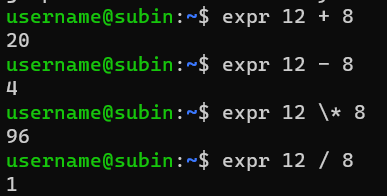 username@subin:~$ expr 12 + 8
20
username@subin:~$ expr 12 - 8
4
username@subin:~$ expr 12 \* 8
96
username@subin:~$ expr 12 / 8
1